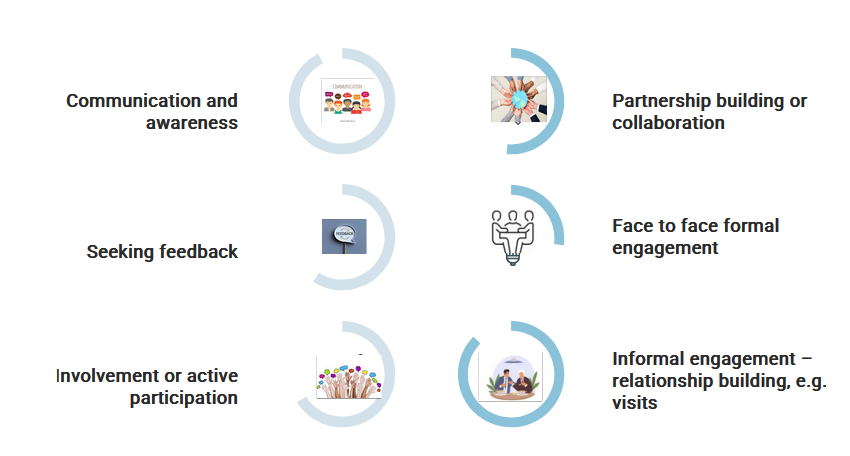 Communication and
awareness
COMMUNICATION
Partnership building or
collaboration
Seeking feedback
FEEDBACK
Face to face formal
engagement
Involvement or active
participation
Informal engagement –
relationship building, e.g.
visits